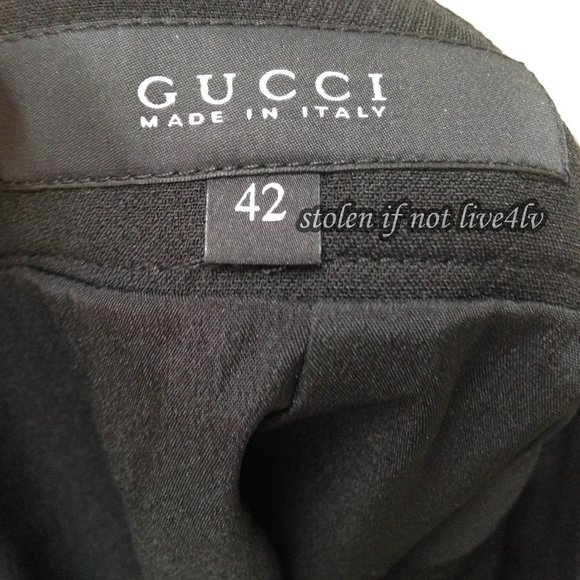 GUCCI
MADE IN ITALY
42
stolen if not live4lv